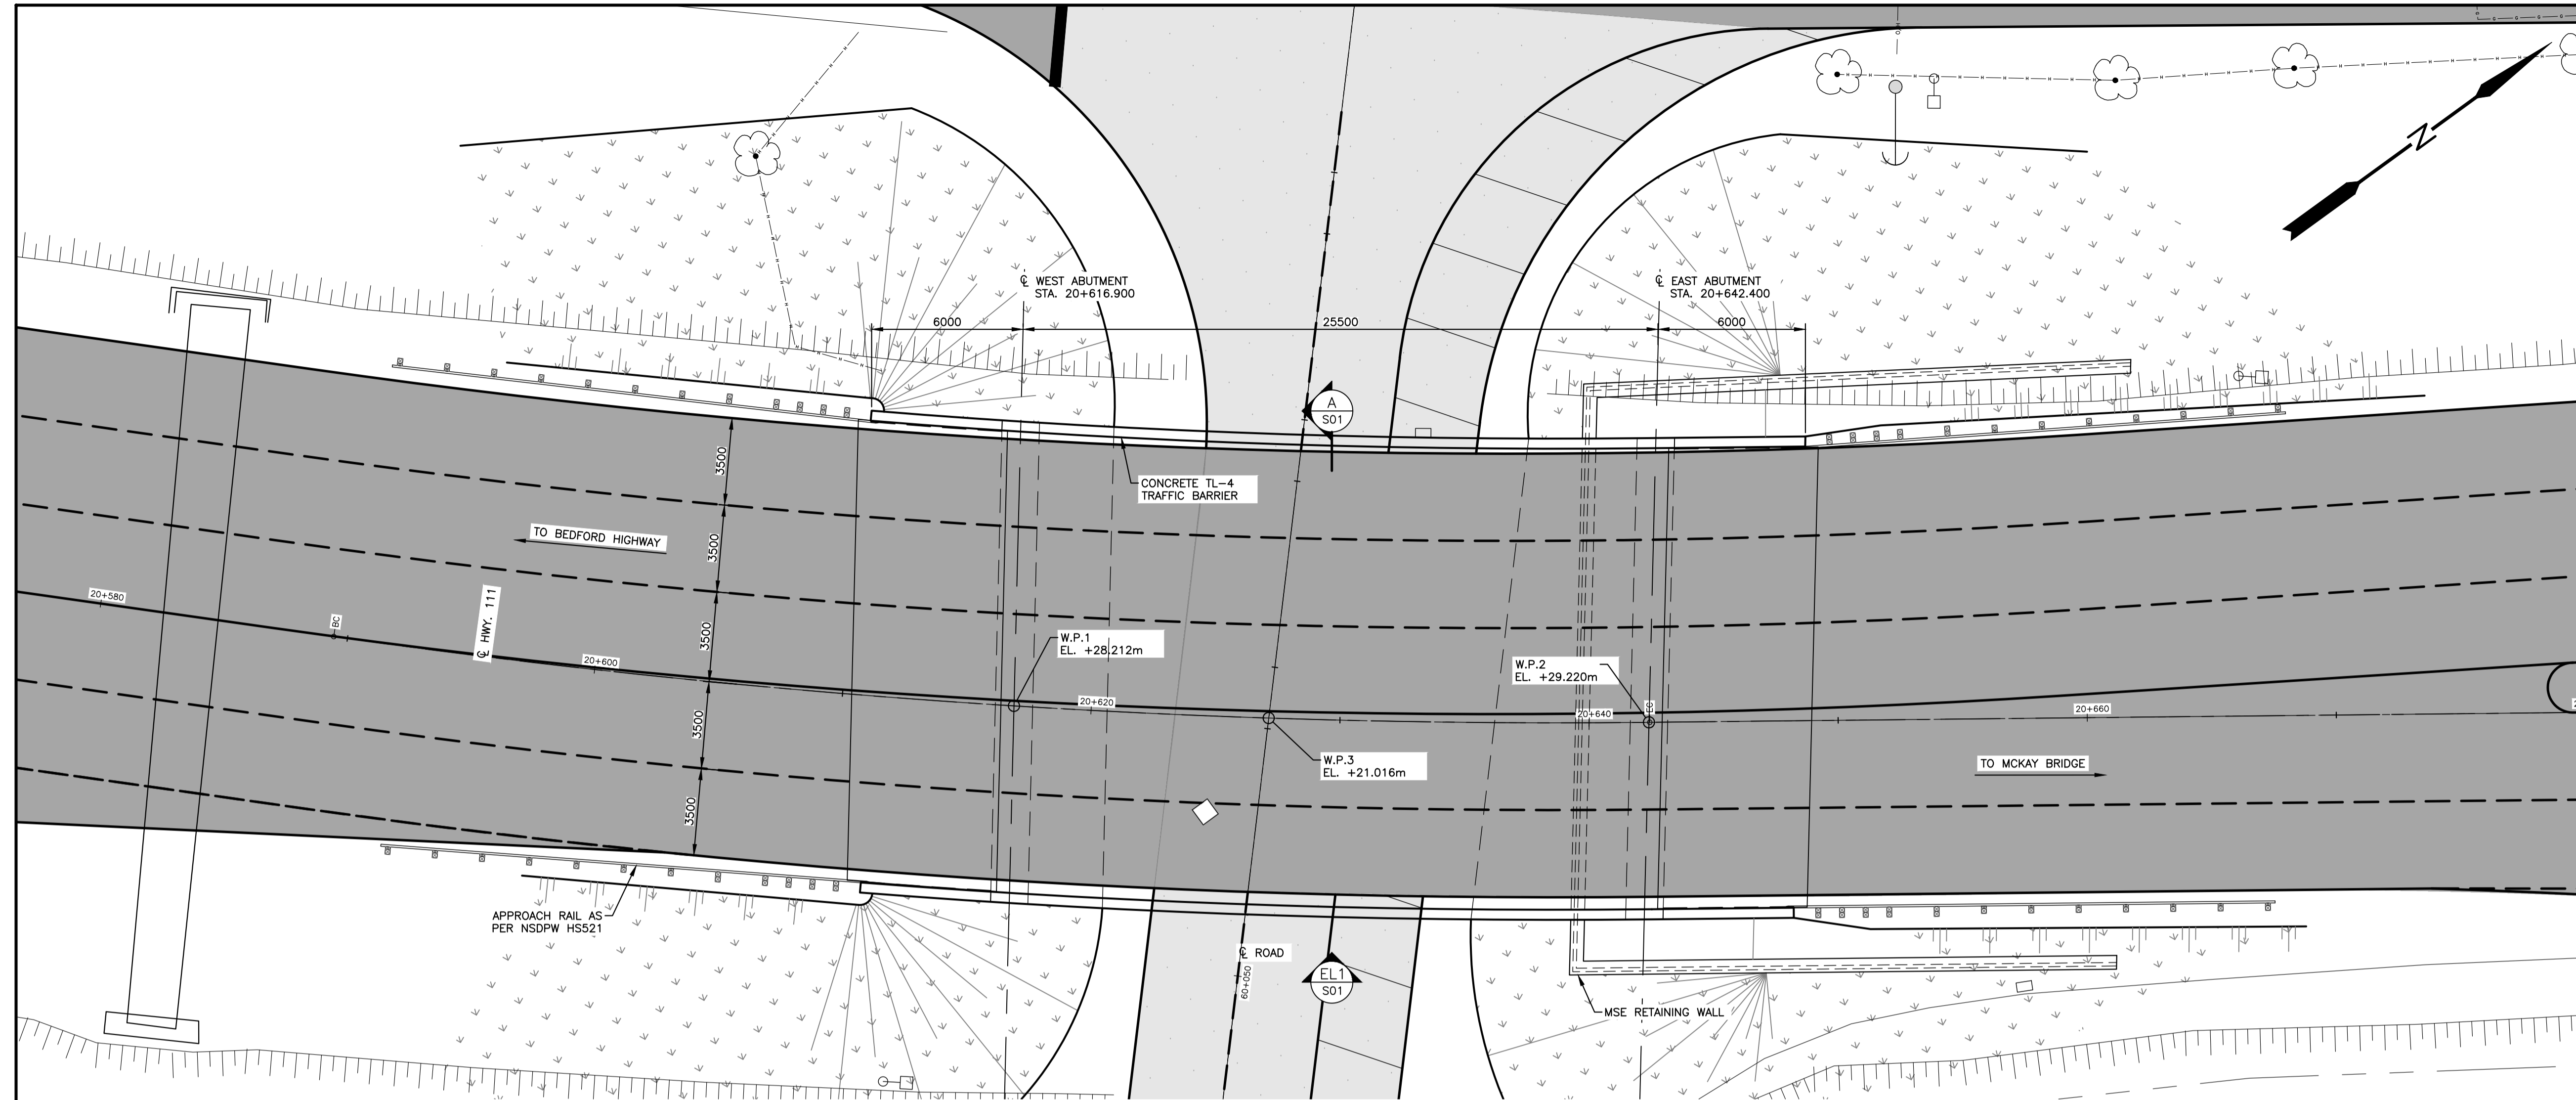 N
℄ WEST ABUTMENT
STA. 20+616.900
℄ EAST ABUTMENT
STA. 20+642.400
6000
25500
6000
A
S01
3500
CONCRETE TL-4
TRAFFIC BARRIER
TO BEDFORD HIGHWAY
3500
20+580
BC
℄ HWY. 111
3500
W.P.1
EL. +28.212m
20+600
W.P.2
EL. +29.220m
20+620
20+640
EC
20+660
3500
W.P.3
EL. +21.016m
TO MCKAY BRIDGE
3500
APPROACH RAIL AS
PER NSDPW HS521
℄ ROAD
60+050
EL1
S01
MSE RETAINING WALL